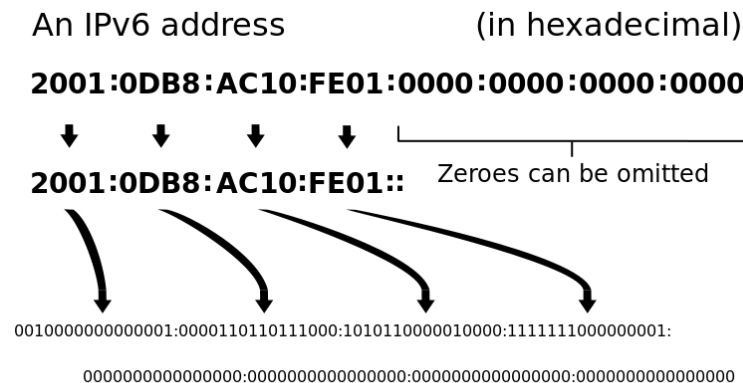 An IPv6 address (in hexadecimal)
2001:0DB8:AC10:FE01:0000:0000:0000:0000
2001:0DB8:AC10:FE01::
Zeroes can be omitted
0010000000000001:0000110110111000:1010110000010000:1111111000000001:
0000000000000000:0000000000000000:0000000000000000:0000000000000000